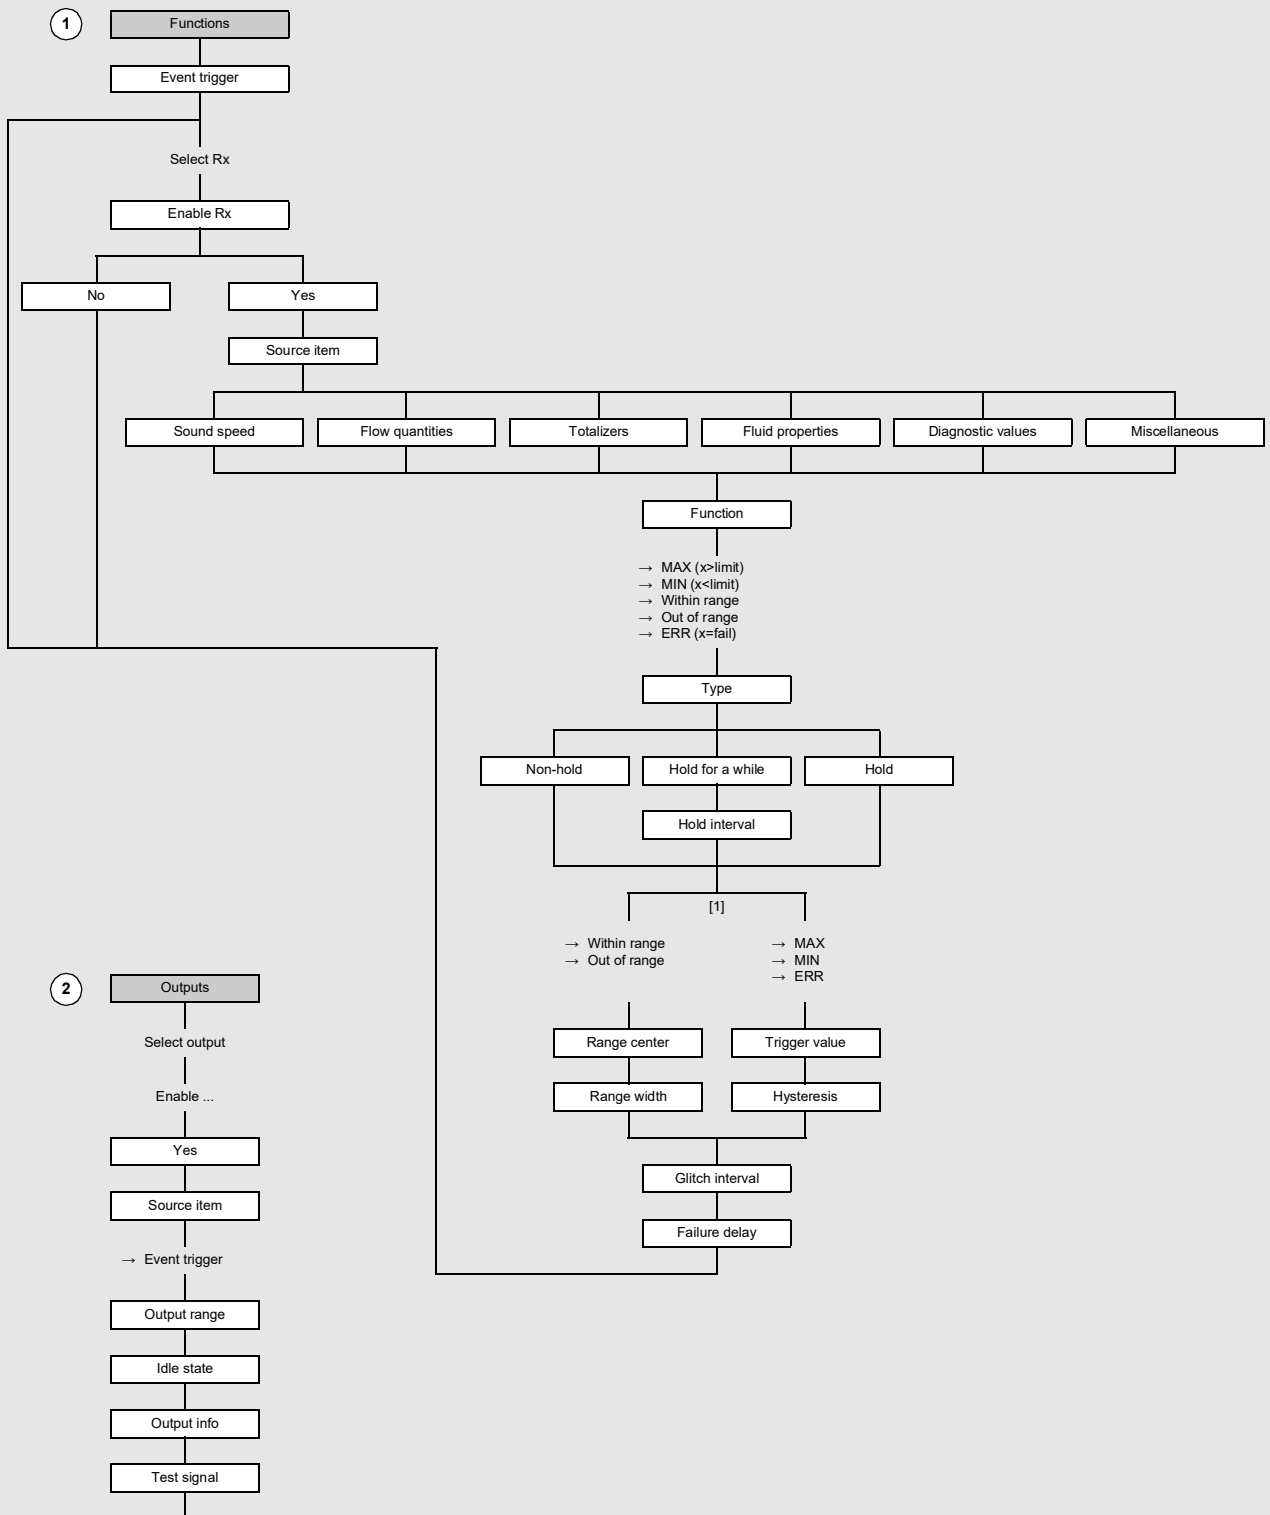 1
Functions
Event trigger
Select Rx
Enable Rx
No
Yes
Source item
Sound speed
Flow quantities
Totalizers
Fluid properties
Diagnostic values
Miscellaneous
Function
→ MAX (x>limit)
→ MIN (x<limit)
→ Within range
→ Out of range
→ ERR (x=fail)
Type
Non-hold
Hold for a while
Hold
Hold interval
[1]
→ Within range
→ Out of range
→ MAX
→ MIN
→ ERR
Range center
Trigger value
Range width
Hysteresis
Glitch interval
Failure delay
2
Outputs
Select output
Enable ...
Yes
Source item
→ Event trigger
Output range
Idle state
Output info
Test signal